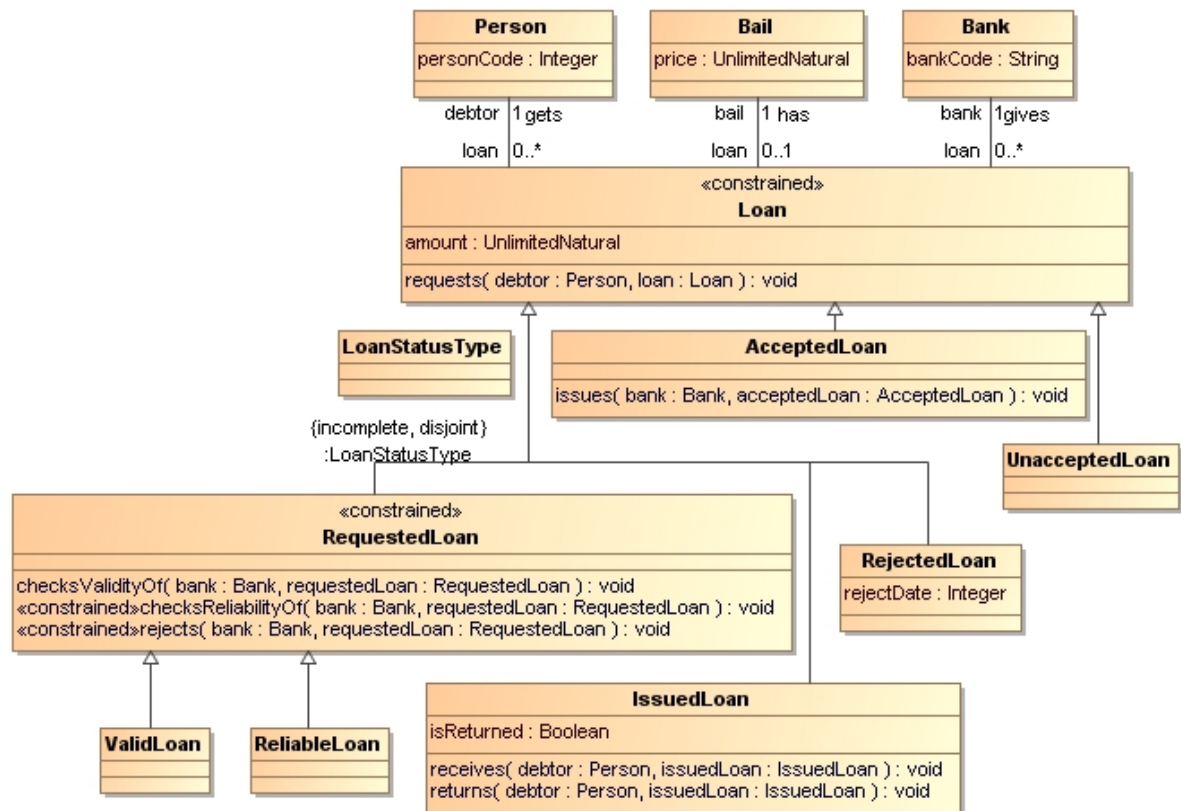 Person
personCode : Integer
Bail
price : UnlimitedNatural
Bank
bankCode : String
debtor 1 gets
loan 0..*
bail 1 has
loan 0..1
bank 1 gives
loan 0..*
«constrained»
Loan
amount : UnlimitedNatural
requests( debtor : Person, loan : Loan ) : void
LoanStatusType
AcceptedLoan
issues( bank : Bank, acceptedLoan : AcceptedLoan ) : void
{incomplete, disjoint}
:LoanStatusType
UnacceptedLoan
«constrained»
RequestedLoan
checksValidityOf( bank : Bank, requestedLoan : RequestedLoan ) : void
«constrained»checksReliabilityOf( bank : Bank, requestedLoan : RequestedLoan ) : void
«constrained»rejects( bank : Bank, requestedLoan : RequestedLoan ) : void
RejectedLoan
rejectDate : Integer
ValidLoan
ReliableLoan
IssuedLoan
isReturned : Boolean
receives( debtor : Person, issuedLoan : IssuedLoan ) : void
returns( debtor : Person, issuedLoan : IssuedLoan ) : void